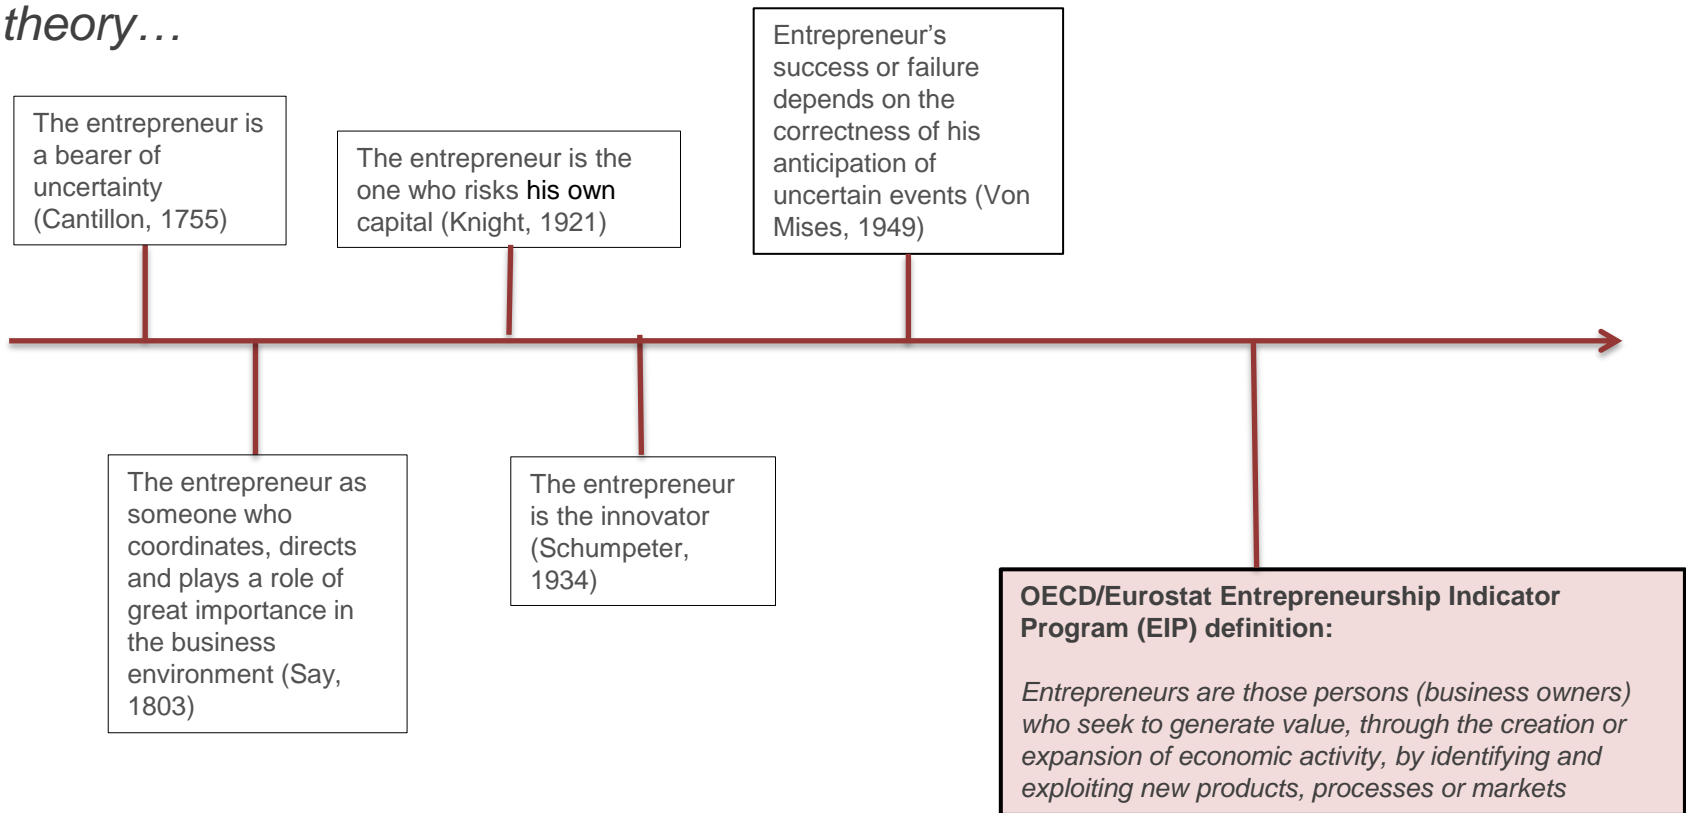 theory…
The entrepreneur is
a bearer of
uncertainty
(Cantillon, 1755)
The entrepreneur is the
one who risks his own
capital (Knight, 1921)
Entrepreneur’s
success or failure
depends on the
correctness of his
anticipation of
uncertain events (Von
Mises, 1949)
The entrepreneur as
someone who
coordinates, directs
and plays a role of
great importance in
the business
environment (Say,
1803)
The entrepreneur
is the innovator
(Schumpeter,
1934)
OECD/Eurostat Entrepreneurship Indicator
Program (EIP) definition:
Entrepreneurs are those persons (business owners)
who seek to generate value, through the creation or
expansion of economic activity, by identifying and
exploiting new products, processes or markets